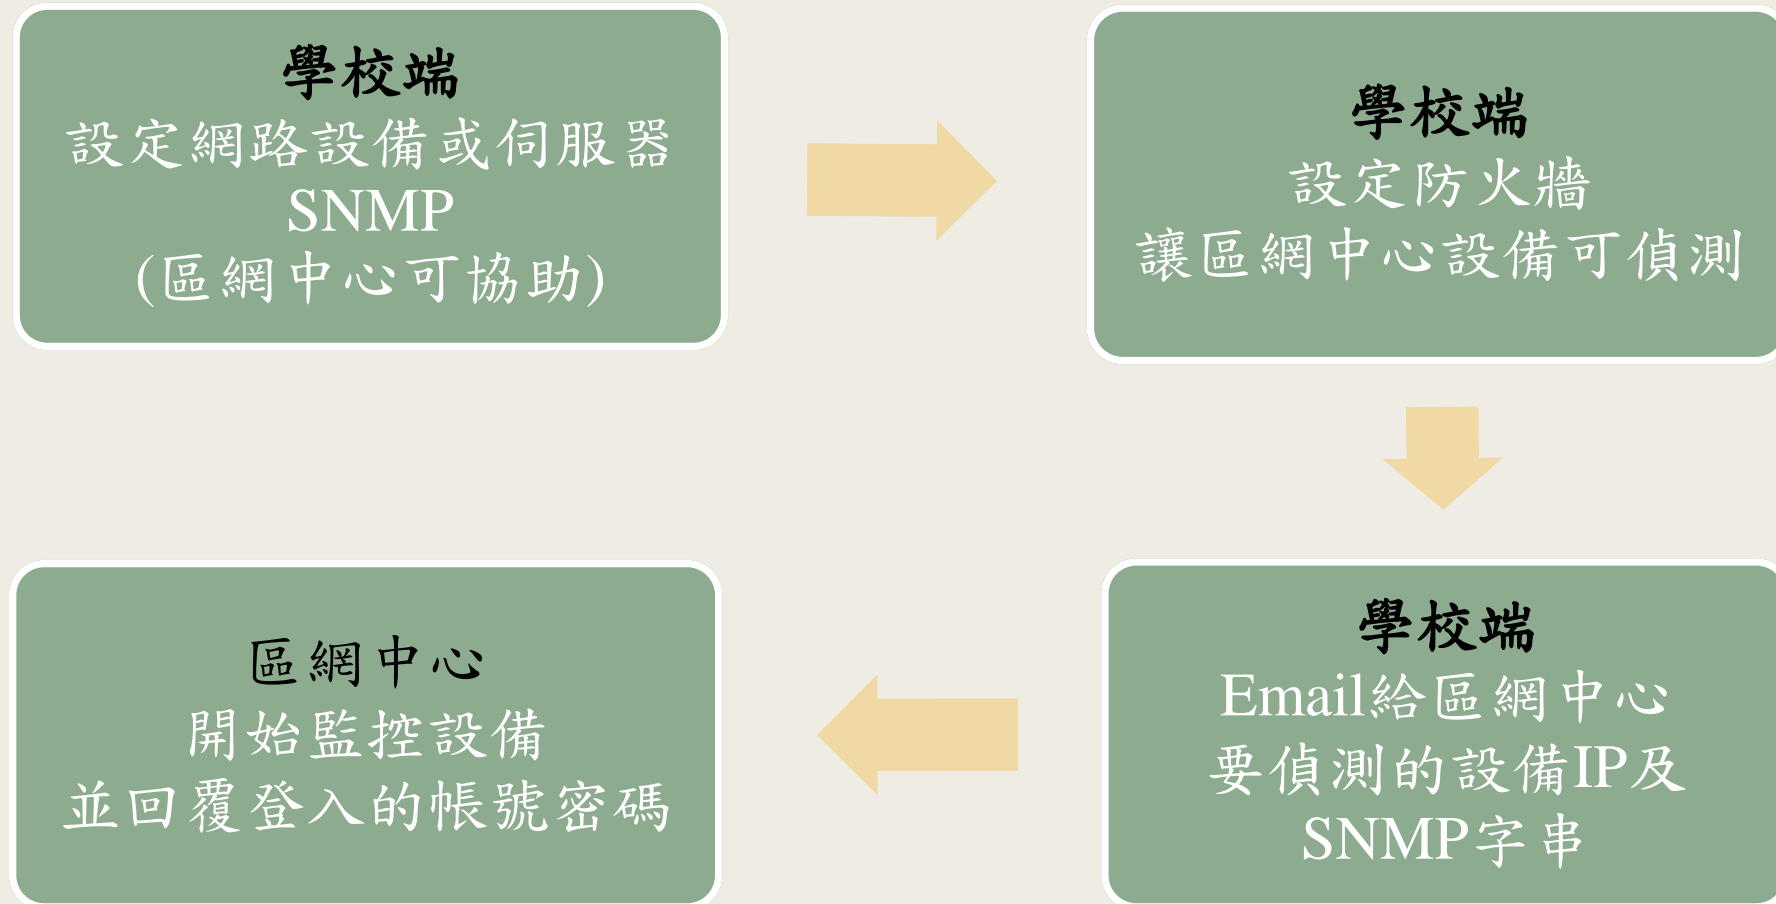 學校端
設定網路設備或伺服器
SNMP
(區網中心可協助)
學校端
設定防火牆
讓區網中心設備可偵測
學校端
Email給區網中心
要偵測的設備IP及
SNMP字串
區網中心
開始監控設備
並回覆登入的帳號密碼